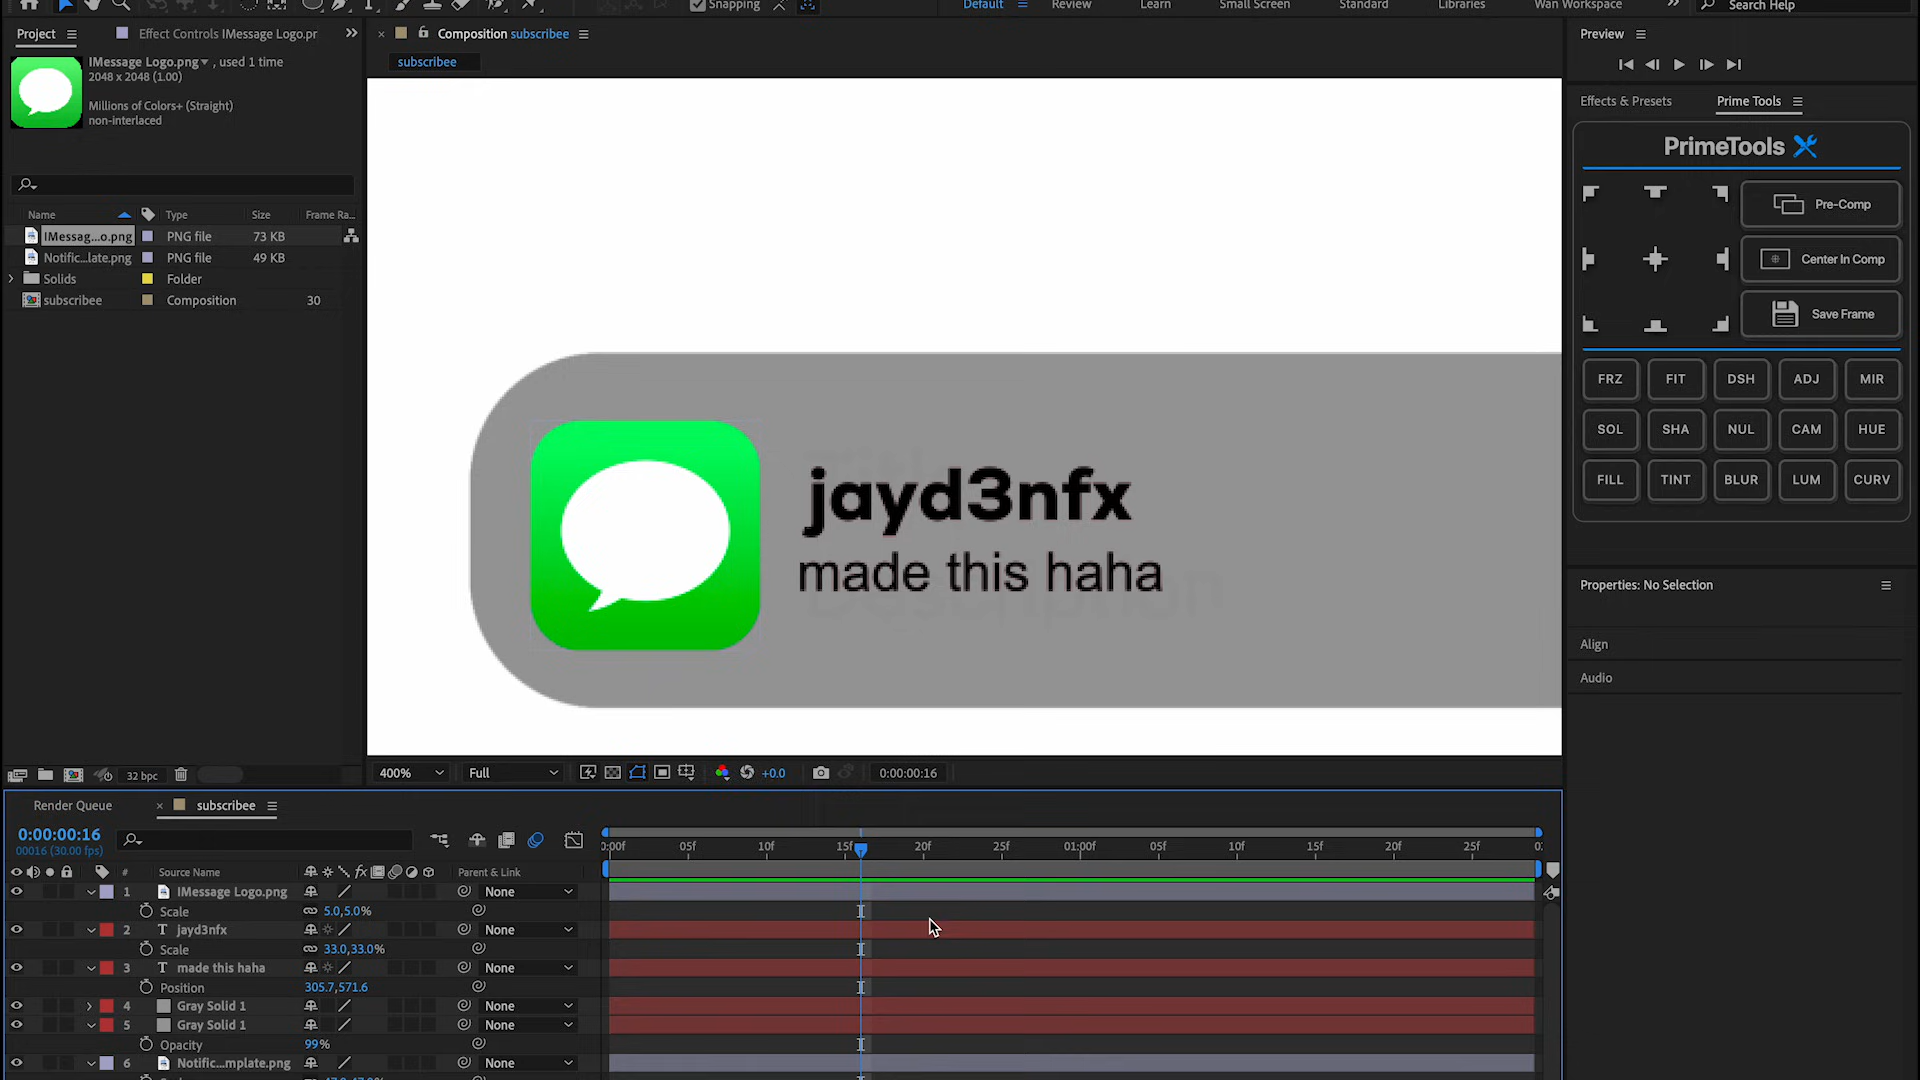 Snapping
Default
Review
Learn
Small Screen
Standard
Libraries
Wan Workspace
Search Help
Project
Effect Controls IMessage Logo.pr
Composition subscribee
Preview
IMessage Logo.png , used 1 time
2048 x 2048 (1.00)
Millions of Colors+ (Straight)
non-interlaced
subscribee
Effects & Presets
Prime Tools
PrimeTools
Pre-Comp
Center In Comp
Save Frame
Name Type Size Frame Ra...
IMessag...o.png PNG file 73 KB
Notific...late.png PNG file 49 KB
Solids Folder
subscribee Composition 30
FRZ FIT DSH ADJ MIR
SOL SHA NUL CAM HUE
FILL TINT BLUR LUM CURV
jayd3nfx
made this haha
Description
Properties: No Selection
Align
Audio
32 bpc
400%
Full
+0.0
0:00:00:16
Render Queue
subscribee
0:00:00:16
00016 (30.00 fps)
0:00f 05f 10f 15f 20f 25f 01:00f 05f 10f 15f 20f 25f 0:
# Source Name fx Parent & Link
1 IMessage Logo.png None
Scale 5.0,5.0%
2 T jayd3nfx None
Scale 33.0,33.0%
3 T made this haha None
Position 305.7,571.6
4 Gray Solid 1 None
5 Gray Solid 1 None
Opacity 99%
6 Notific...mplate.png None